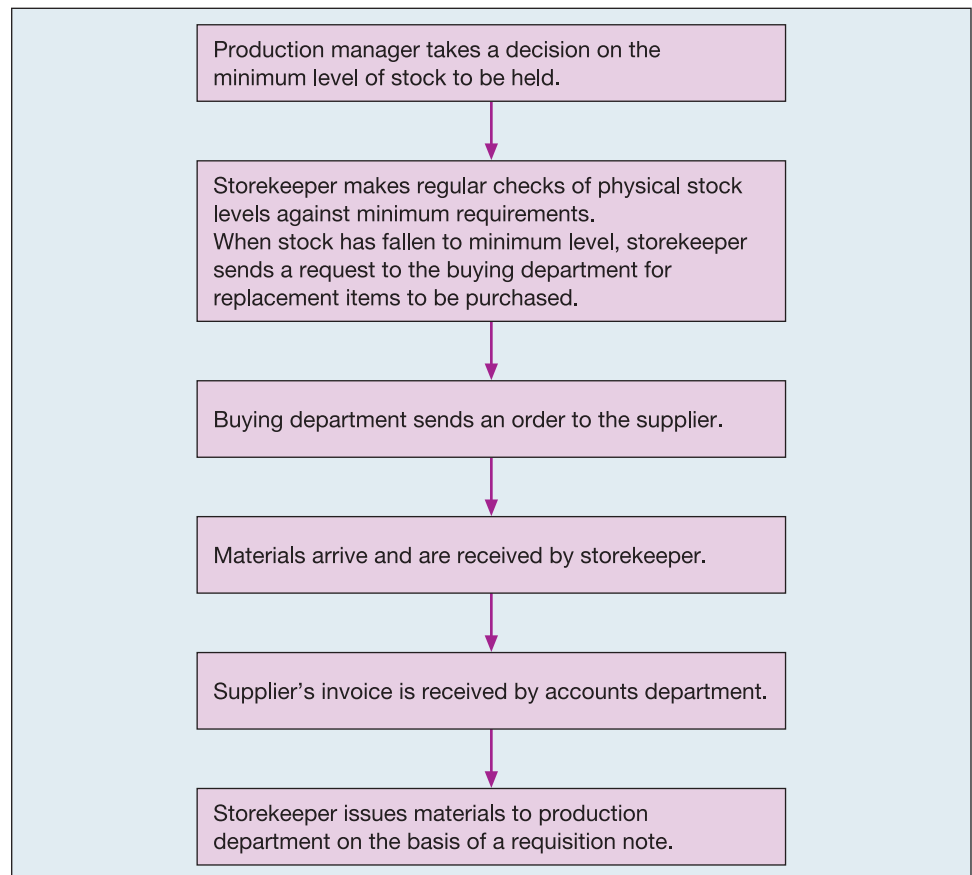 Production manager takes a decision on the
minimum level of stock to be held.
Storekeeper makes regular checks of physical stock
levels against minimum requirements.
When stock has fallen to minimum level, storekeeper
sends a request to the buying department for
replacement items to be purchased.
Buying department sends an order to the supplier.
Materials arrive and are received by storekeeper.
Supplier’s invoice is received by accounts department.
Storekeeper issues materials to production
department on the basis of a requisition note.